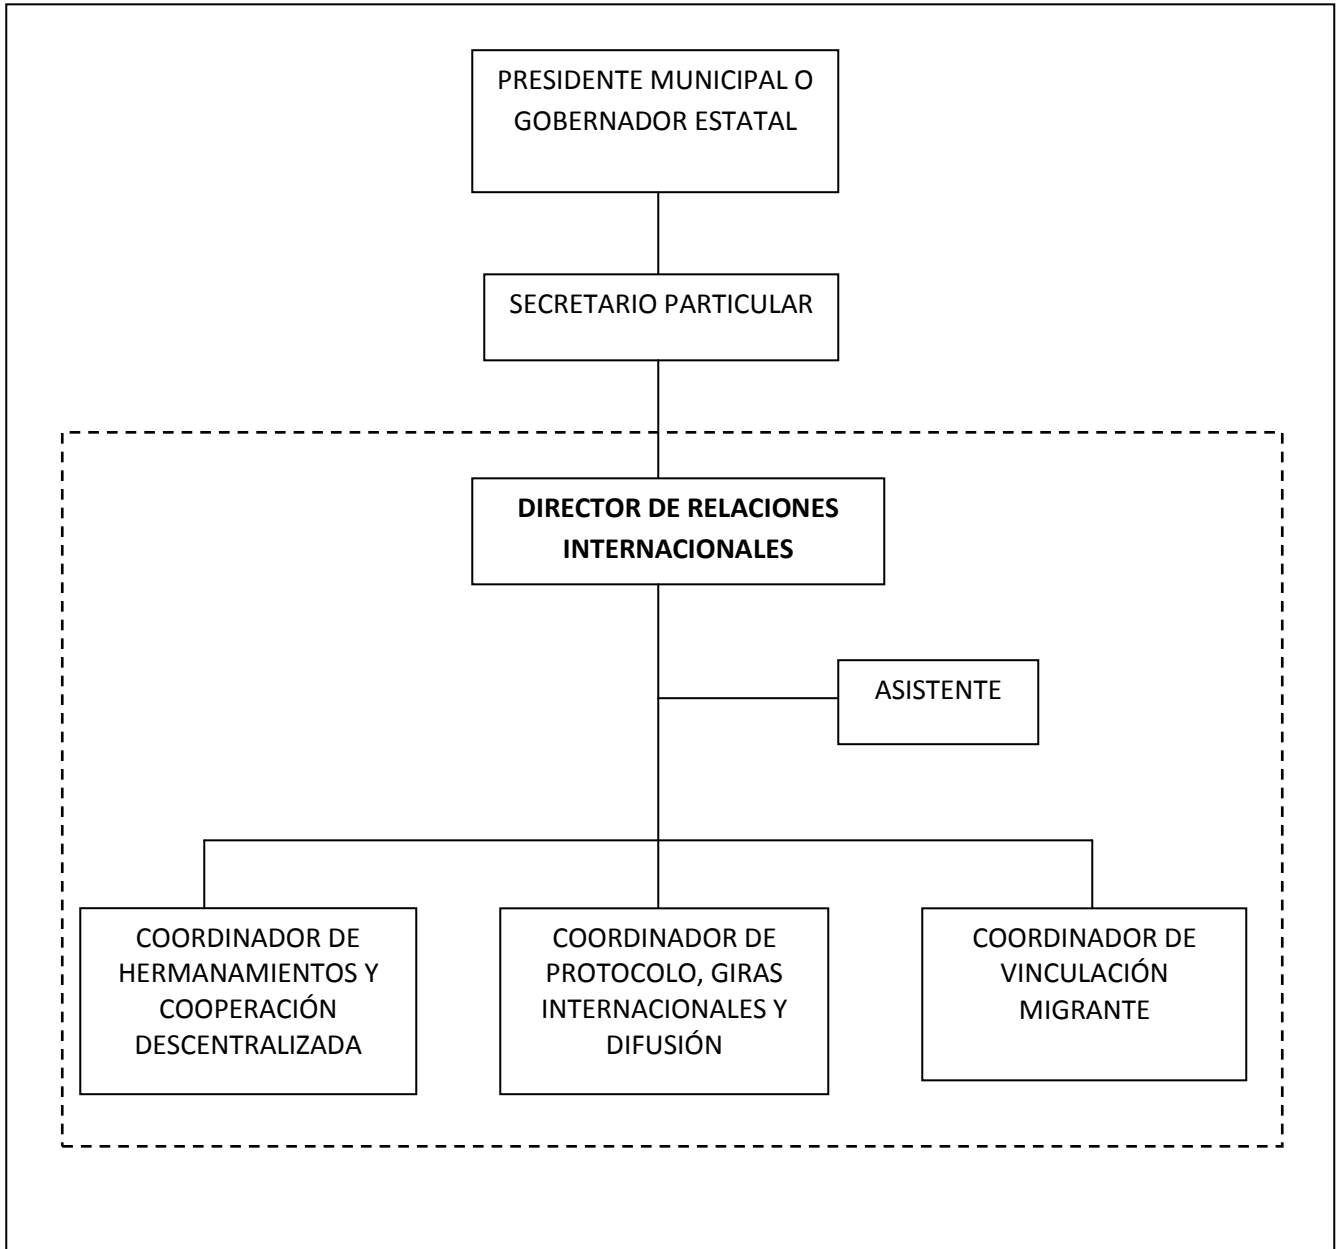 PRESIDENTE MUNICIPAL O
GOBERNADOR ESTATAL
SECRETARIO PARTICULAR
DIRECTOR DE RELACIONES
INTERNACIONALES
ASISTENTE
COORDINADOR DE
HERMANAMIENTOS Y
COOPERACIÓN
DESCENTRALIZADA
COORDINADOR DE
PROTOCOLO, GIRAS
INTERNACIONALES Y
DIFUSIÓN
COORDINADOR DE
VINCULACIÓN
MIGRANTE